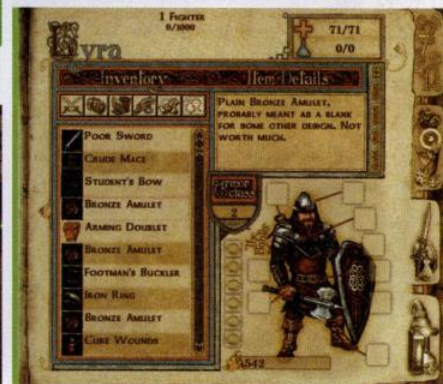 1 Fighter
0/1000
Kyra
71/71
0/0
Inventory
Item Details
Plain Bronze Amulet,
probably meant as a blank
for some other design. Not
worth much.
Poor Sword
Crude Mace
Student's Bow
Bronze Amulet
Arming Doublet
Bronze Amulet
Footman's Buckler
Iron Ring
Bronze Amulet
Cure Wounds
Armor
Class
2
4542